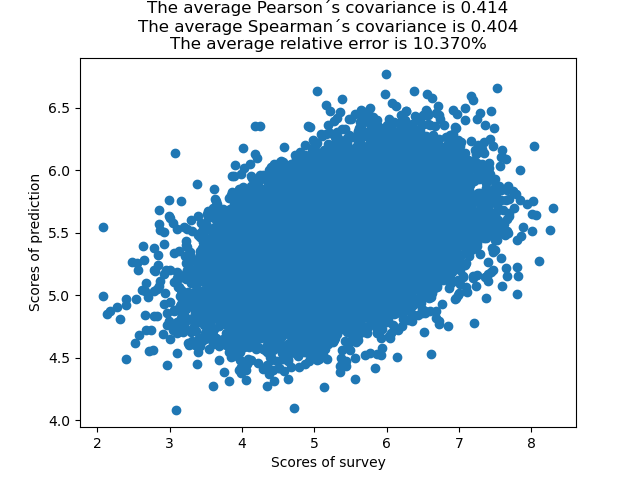 The average Pearson´s covariance is 0.414
The average Spearman´s covariance is 0.404
The average relative error is 10.370%
6.5
6.0
5.5
5.0
4.5
4.0
Scores of prediction
2 3 4 5 6 7 8
Scores of survey